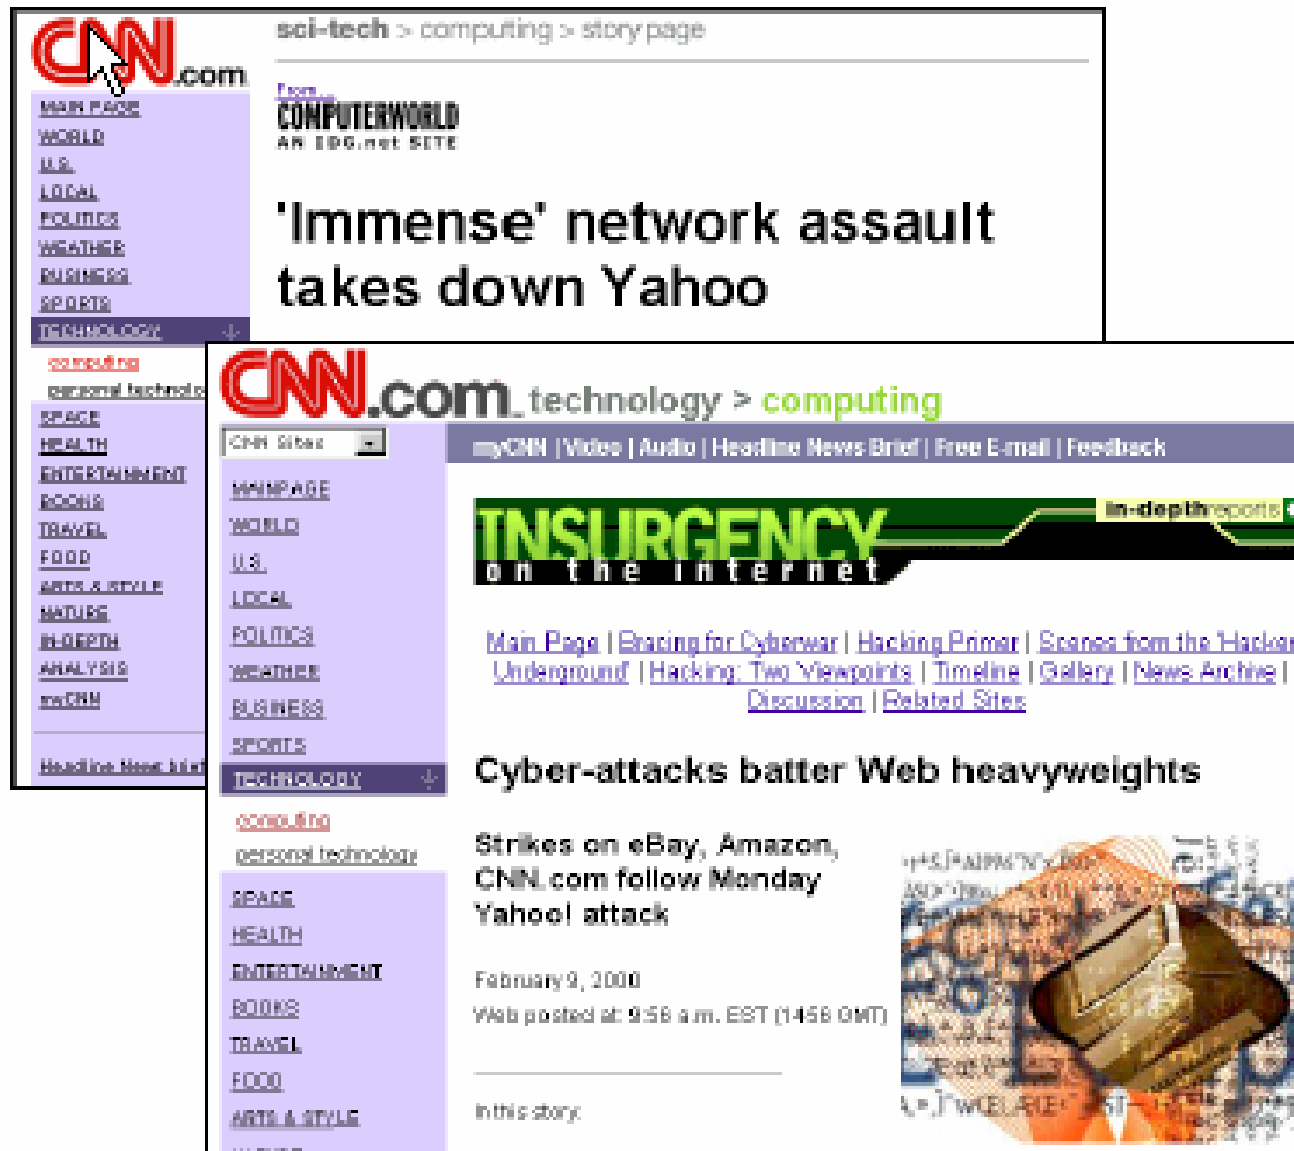 CNN.com
sci-tech > computing > story page
From...
COMPUTERWORLD
AN IDG.net SITE
'Immense' network assault
takes down Yahoo
MAIN PAGE
WORLD
U.S.
LOCAL
POLITICS
WEATHER
BUSINESS
SPORTS
TECHNOLOGY
computing
personal technolo
SPACE
HEALTH
ENTERTAINMENT
BOOKS
TRAVEL
FOOD
ARTS & STYLE
NATURE
IN-DEPTH
ANALYSIS
myCNN
Headline News brief
CNN.com. technology > computing
CNN Sites
myCNN | Video | Audio | Headline News Brief | Free E-mail | Feedback
MAINPAGE
WORLD
U.S.
LOCAL
POLITICS
WEATHER
BUSINESS
SPORTS
TECHNOLOGY
computing
personal technology
SPACE
HEALTH
ENTERTAINMENT
BOOKS
TRAVEL
FOOD
ARTS & STYLE
INSURGENCY
on the internet
in-depth reports
Main Page | Bracing for Cyberwar | Hacking Primer | Scenes from the 'Hacker
Underground' | Hacking: Two Viewpoints | Timeline | Gallery | News Archive |
Discussion | Related Sites
Cyber-attacks batter Web heavyweights
Strikes on eBay, Amazon,
CNN.com follow Monday
Yahoo! attack
February 9, 2000
Web posted at: 9:56 a.m. EST (1456 GMT)
In this story: